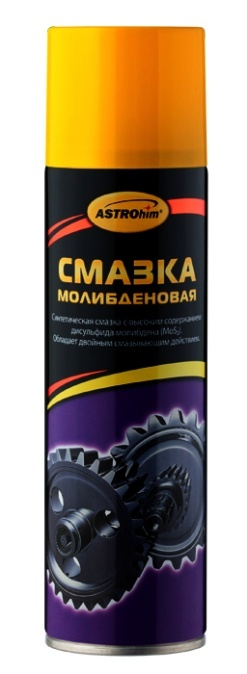 ASTROhim®
СМАЗКА
МОЛИБДЕНОВАЯ
Синтетическая смазка с высоким содержанием
дисульфида молибдена (MoS₂).
Обладает двойным смазывающим действием.